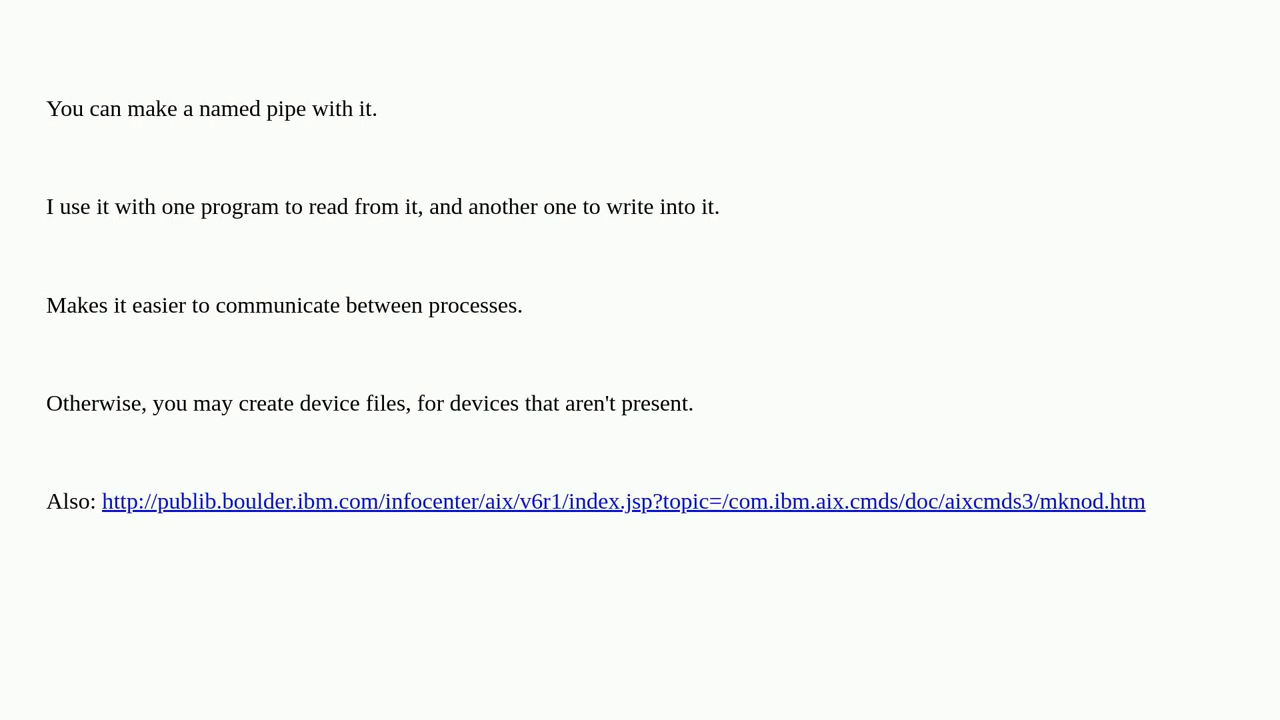 You can make a named pipe with it.
I use it with one program to read from it, and another one to write into it.
Makes it easier to communicate between processes.
Otherwise, you may create device files, for devices that aren't present.
Also: http://publib.boulder.ibm.com/infocenter/aix/v6r1/index.jsp?topic=/com.ibm.aix.cmds/doc/aixcmds3/mknod.htm